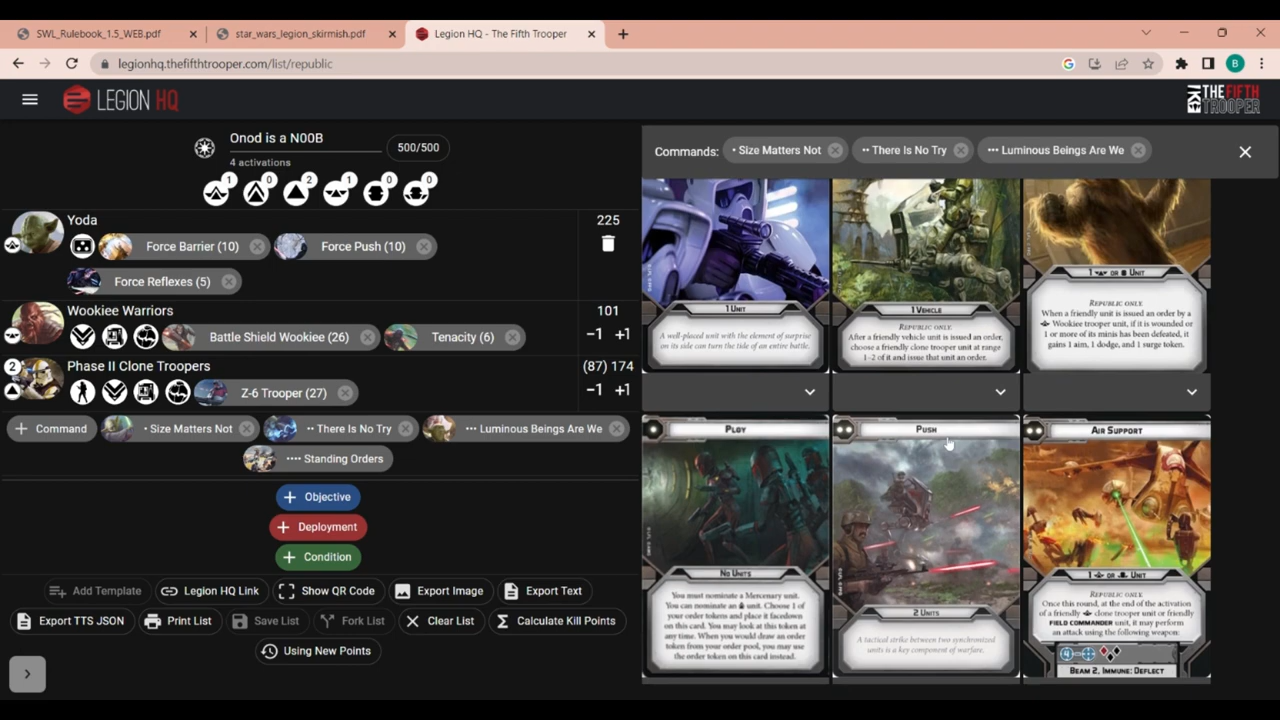 SWL_Rulebook_1.5_WEB.pdf
star_wars_legion_skirmish.pdf
Legion HQ - The Fifth Trooper
legionhq.thefifthtrooper.com/list/republic
B
LEGION HQ
THE FIFTH TROOPER
Onod is a N00B
500/500
4 activations
1 0 2 1 0 0
Yoda
225
Force Barrier (10)
Force Push (10)
Force Reflexes (5)
Wookiee Warriors
101
Battle Shield Wookiee (26)
Tenacity (6)
−1 +1
2
Phase II Clone Troopers
(87) 174
Z-6 Trooper (27)
−1 +1
+ Command
• Size Matters Not
•• There Is No Try
••• Luminous Beings Are We
•••• Standing Orders
+ Objective
+ Deployment
+ Condition
Add Template
Legion HQ Link
Show QR Code
Export Image
Export Text
Export TTS JSON
Print List
Save List
Fork List
Clear List
Calculate Kill Points
Using New Points
Commands:
• Size Matters Not
•• There Is No Try
••• Luminous Beings Are We
1 UNIT
A well-placed unit with the element of surprise
on its side can turn the tide of an entire battle.
1 VEHICLE
REPUBLIC ONLY.
After a friendly vehicle unit is issued an order,
choose a friendly clone trooper unit at range
1–2 of it and issue that unit an order.
1 OR UNIT
REPUBLIC ONLY.
When a friendly unit is issued an order by a
Wookiee trooper unit, if it is wounded or
1 or more of its minis has been defeated, it
gains 1 aim, 1 dodge, and 1 surge token.
PLOY
NO UNITS
You must nominate a Mercenary unit.
You can nominate an unit. Choose 1 of
your order tokens and place it facedown
on this card. You may look at this token at
any time. When you would draw an order
token from your order pool, you may use
the order token on this card instead.
PUSH
2 UNITS
A tactical strike between two synchronized
units is a key component of warfare.
AIR SUPPORT
1 OR UNIT
REPUBLIC ONLY.
Once this round, at the end of the activation
of a friendly clone trooper unit or friendly
FIELD COMMANDER unit, it may perform
an attack using the following weapon:
BEAM 2, IMMUNE: DEFLECT